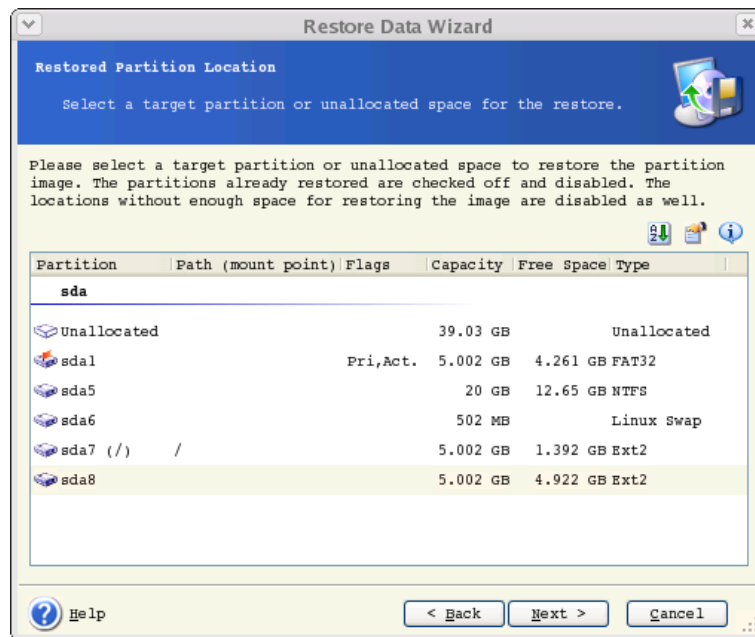 Restore Data Wizard
Restored Partition Location
Select a target partition or unallocated space for the restore.
Please select a target partition or unallocated space to restore the partition
image. The partitions already restored are checked off and disabled. The
locations without enough space for restoring the image are disabled as well.
Partition Path (mount point) Flags Capacity Free Space Type
sda
Unallocated 39.03 GB Unallocated
sda1 Pri,Act. 5.002 GB 4.261 GB FAT32
sda5 20 GB 12.65 GB NTFS
sda6 502 MB Linux Swap
sda7 (/) / 5.002 GB 1.392 GB Ext2
sda8 5.002 GB 4.922 GB Ext2
Help < Back Next > Cancel